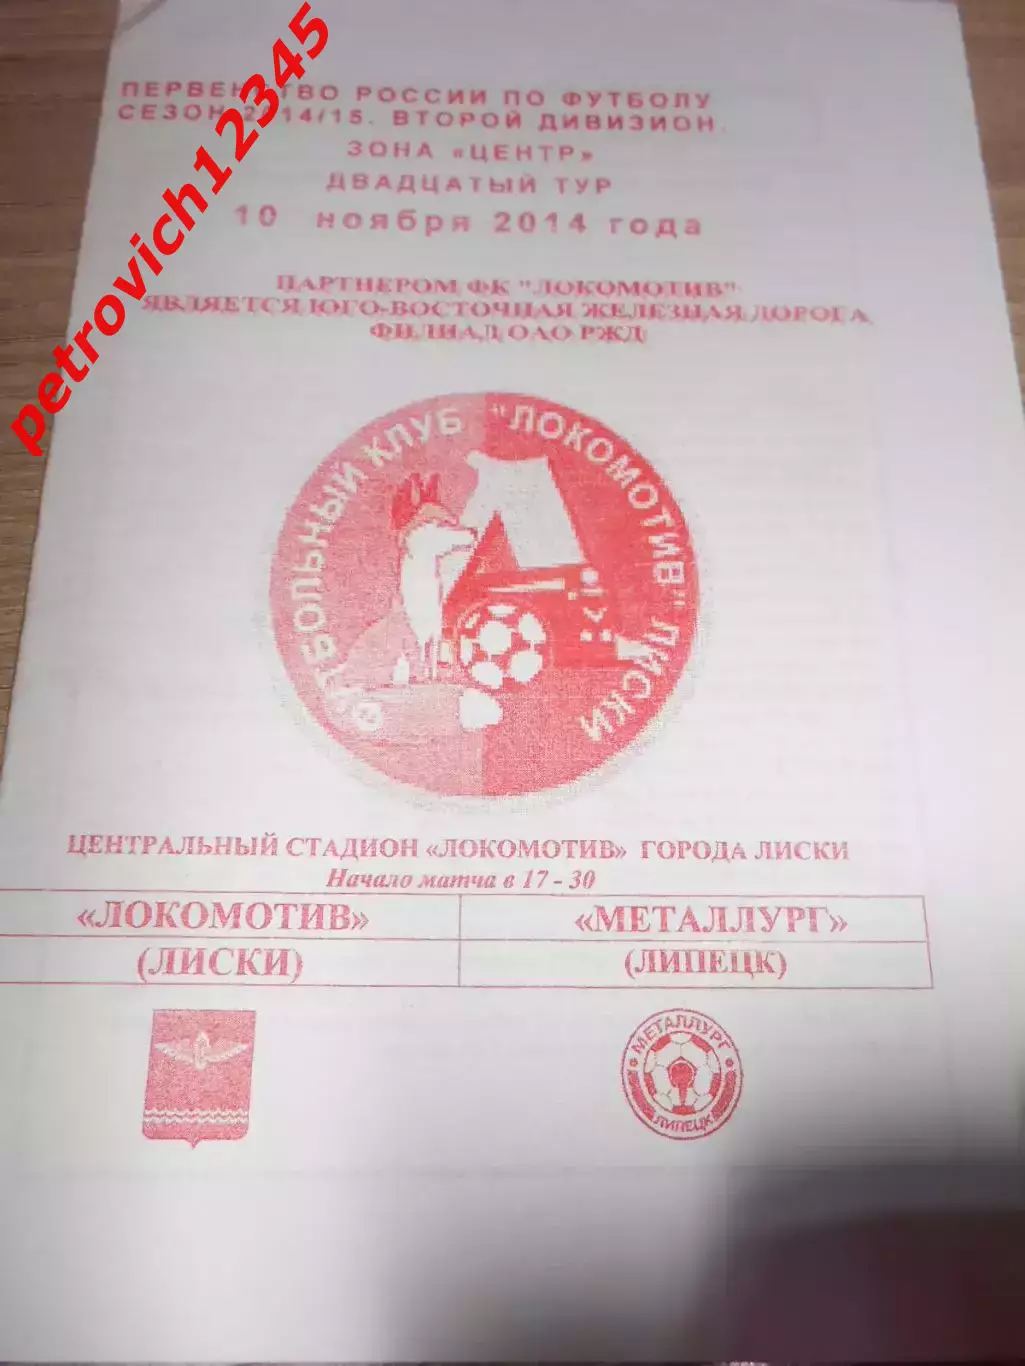 petrovich12345
ПЕРВЕНСТВО РОССИИ ПО ФУТБОЛУ
СЕЗОН 2014/15. ВТОРОЙ ДИВИЗИОН.
ЗОНА «ЦЕНТР»
ДВАДЦАТЫЙ ТУР
10 ноября 2014 года
ПАРТНЕРОМ ФК "ЛОКОМОТИВ"
ЯВЛЯЕТСЯ ЮГО-ВОСТОЧНАЯ ЖЕЛЕЗНАЯ ДОРОГА
ФИЛИАЛ ОАО РЖД
ФУТБОЛЬНЫЙ КЛУБ "ЛОКОМОТИВ" ЛИСКИ
ЦЕНТРАЛЬНЫЙ СТАДИОН «ЛОКОМОТИВ» ГОРОДА ЛИСКИ
Начало матча в 17 - 30
«ЛОКОМОТИВ» «МЕТАЛЛУРГ»
(ЛИСКИ) (ЛИПЕЦК)
МЕТАЛЛУРГ
ЛИПЕЦК